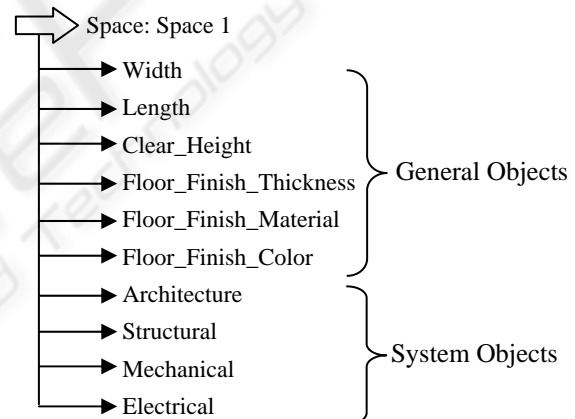 Space: Space 1
Width
Length
Clear_Height
Floor_Finish_Thickness
Floor_Finish_Material
Floor_Finish_Color
General Objects
Architecture
Structural
Mechanical
Electrical
System Objects